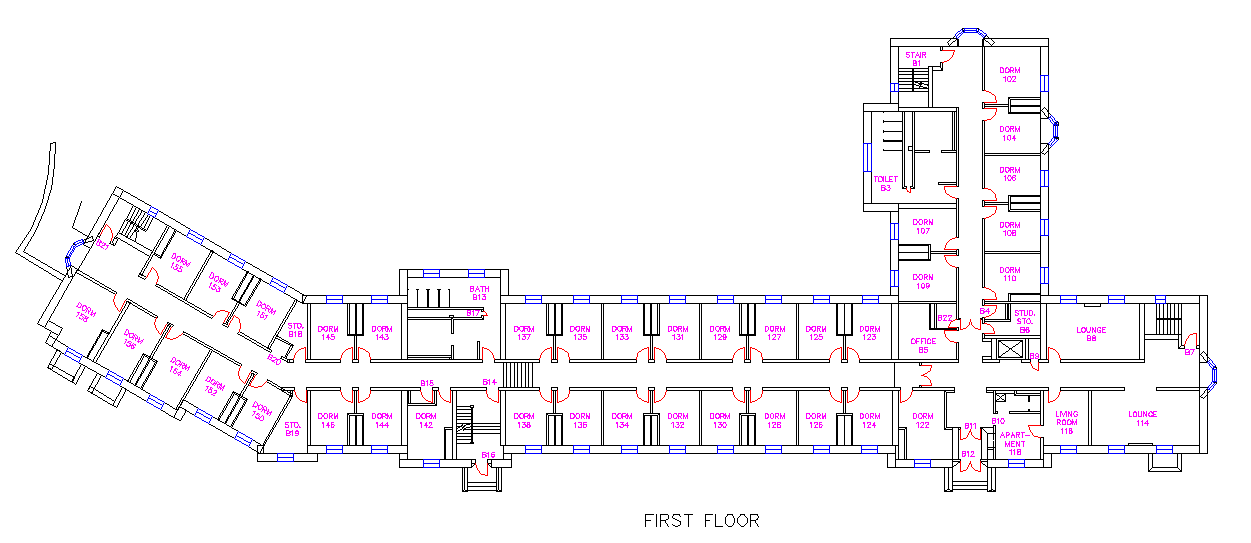 STAIR
B1
DORM
102
DORM
104
TOILET
B3
DORM
106
DORM
107
DORM
108
DORM
109
DORM
110
B21
DORM
155
DORM
153
DORM
151
DORM
158
DORM
156
DORM
154
DORM
152
DORM
150
B20
STO.
B18
DORM
145
DORM
143
BATH
B13
B17
DORM
137
DORM
135
DORM
133
DORM
131
DORM
129
DORM
127
DORM
125
DORM
123
B22
OFFICE
B5
B4
STUD.
STO.
B6
B9
LOUNGE
B8
B7
STO.
B19
DORM
146
DORM
144
B15
DORM
142
B14
B16
DORM
138
DORM
136
DORM
134
DORM
132
DORM
130
DORM
128
DORM
126
DORM
124
DORM
122
B11
B12
B10
APART-
MENT
118
LIVING
ROOM
116
LOUNGE
114
FIRST FLOOR